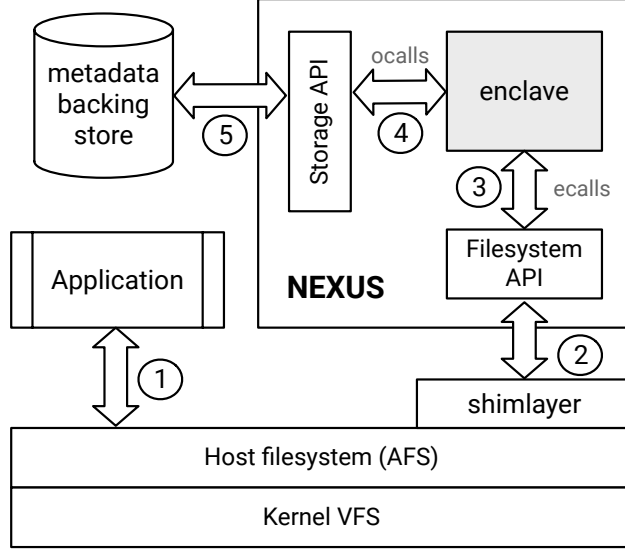 metadata
backing
store
Storage API
ocalls
enclave
5
4
3
ecalls
Application
NEXUS
Filesystem
API
1
2
shimlayer
Host filesystem (AFS)
Kernel VFS